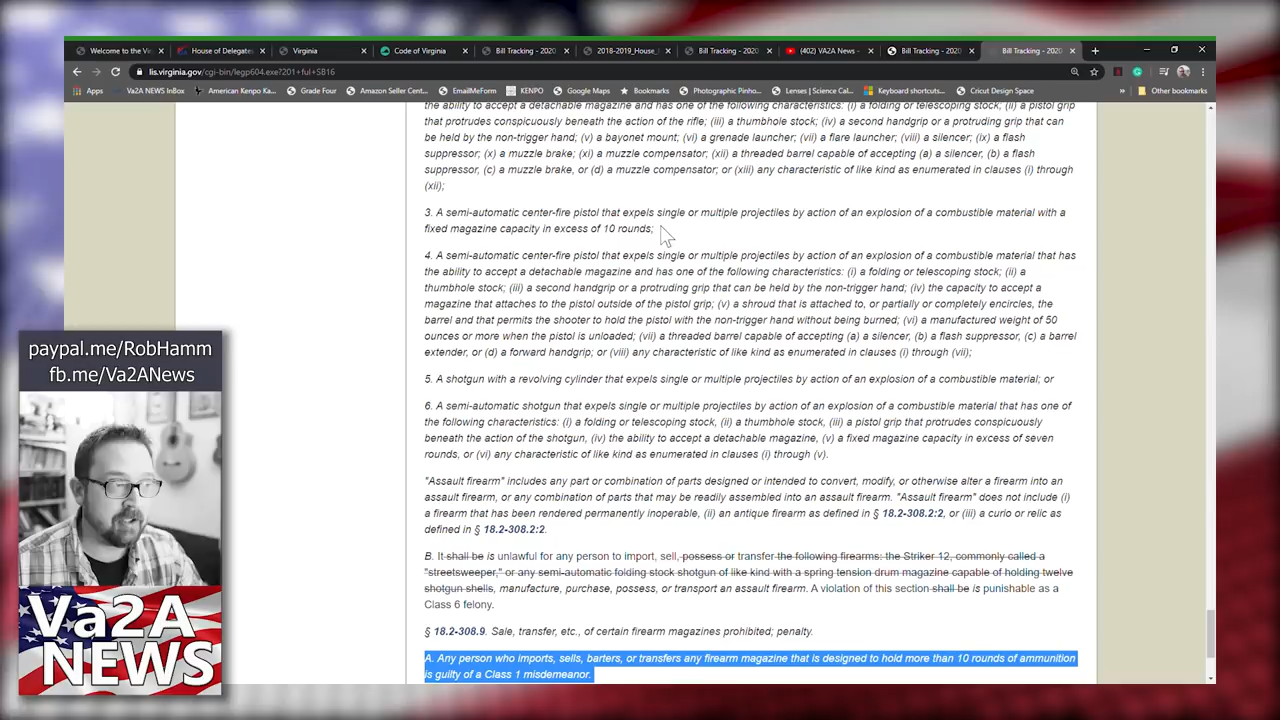 Welcome to the Vi
House of Delegate
Virginia
Code of Virginia
Bill Tracking - 2020
2018-2019_House_
Bill Tracking - 2020
(402) VA2A News -
Bill Tracking - 2020
Bill Tracking - 2020
lis.virginia.gov/cgi-bin/legp604.exe?201+ful+SB16
Apps
Va2A NEWS InBox
American Kenpo Ka...
Grade Four
Amazon Seller Cent...
EmailMeForm
KENPO
Google Maps
Bookmarks
Photographic Pinho...
Lenses | Science Cal...
Keyboard shortcuts...
Cricut Design Space
»
Other bookmarks
the ability to accept a detachable magazine and has one of the following characteristics: (i) a folding or telescoping stock; (ii) a pistol grip
that protrudes conspicuously beneath the action of the rifle; (iii) a thumbhole stock; (iv) a second handgrip or a protruding grip that can
be held by the non-trigger hand; (v) a bayonet mount; (vi) a grenade launcher; (vii) a flare launcher; (viii) a silencer; (ix) a flash
suppressor; (x) a muzzle brake; (xi) a muzzle compensator; (xii) a threaded barrel capable of accepting (a) a silencer, (b) a flash
suppressor, (c) a muzzle brake, or (d) a muzzle compensator; or (xiii) any characteristic of like kind as enumerated in clauses (i) through
(xii);
3. A semi-automatic center-fire pistol that expels single or multiple projectiles by action of an explosion of a combustible material with a
fixed magazine capacity in excess of 10 rounds;
4. A semi-automatic center-fire pistol that expels single or multiple projectiles by action of an explosion of a combustible material that has
the ability to accept a detachable magazine and has one of the following characteristics: (i) a folding or telescoping stock; (ii) a
thumbhole stock; (iii) a second handgrip or a protruding grip that can be held by the non-trigger hand; (iv) the capacity to accept a
magazine that attaches to the pistol outside of the pistol grip; (v) a shroud that is attached to, or partially or completely encircles, the
barrel and that permits the shooter to hold the pistol with the non-trigger hand without being burned; (vi) a manufactured weight of 50
ounces or more when the pistol is unloaded; (vii) a threaded barrel capable of accepting (a) a silencer, (b) a flash suppressor, (c) a barrel
extender, or (d) a forward handgrip; or (viii) any characteristic of like kind as enumerated in clauses (i) through (vii);
5. A shotgun with a revolving cylinder that expels single or multiple projectiles by action of an explosion of a combustible material; or
6. A semi-automatic shotgun that expels single or multiple projectiles by action of an explosion of a combustible material that has one of
the following characteristics: (i) a folding or telescoping stock, (ii) a thumbhole stock, (iii) a pistol grip that protrudes conspicuously
beneath the action of the shotgun, (iv) the ability to accept a detachable magazine, (v) a fixed magazine capacity in excess of seven
rounds, or (vi) any characteristic of like kind as enumerated in clauses (i) through (v).
"Assault firearm" includes any part or combination of parts designed or intended to convert, modify, or otherwise alter a firearm into an
assault firearm, or any combination of parts that may be readily assembled into an assault firearm. "Assault firearm" does not include (i)
a firearm that has been rendered permanently inoperable, (ii) an antique firearm as defined in § 18.2-308.2:2, or (iii) a curio or relic as
defined in § 18.2-308.2:2.
B. It shall be is unlawful for any person to import, sell, possess or transfer the following firearms: the Striker 12, commonly called a
"streetsweeper," or any semi-automatic folding stock shotgun of like kind with a spring tension drum magazine capable of holding twelve
shotgun shells, manufacture, purchase, possess, or transport an assault firearm. A violation of this section shall be is punishable as a
Class 6 felony.
§ 18.2-308.9. Sale, transfer, etc., of certain firearm magazines prohibited; penalty.
A. Any person who imports, sells, barters, or transfers any firearm magazine that is designed to hold more than 10 rounds of ammunition
is guilty of a Class 1 misdemeanor.
paypal.me/RobHamm
fb.me/Va2ANews
Va2A
NEWS